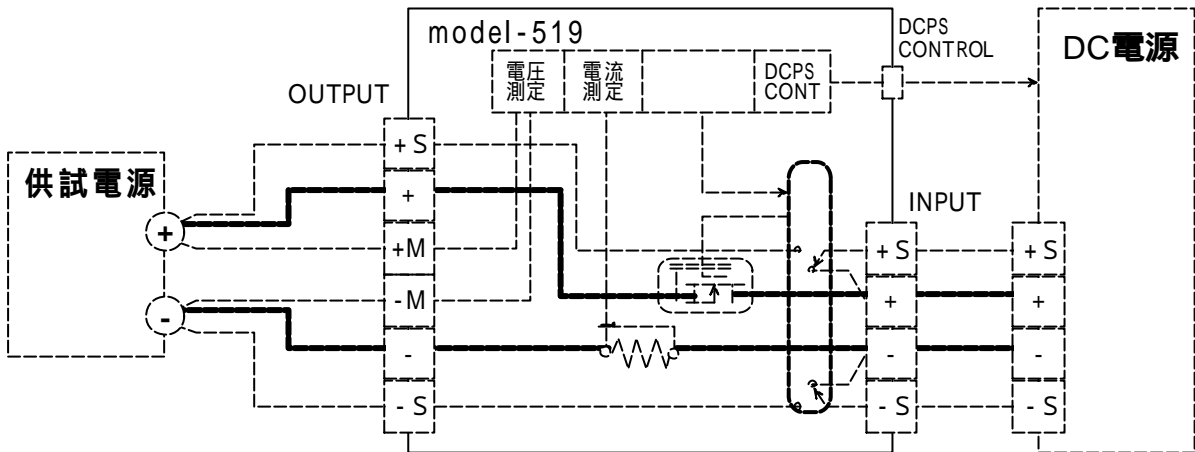 model-519
DCPS
CONTROL
DC電源
電圧
測定
電流
測定
DCPS
CONT
OUTPUT
供試電源
+
-
+S
+
+M
-M
-
-S
INPUT
+S
+
-
-S
+S
+
-
-S